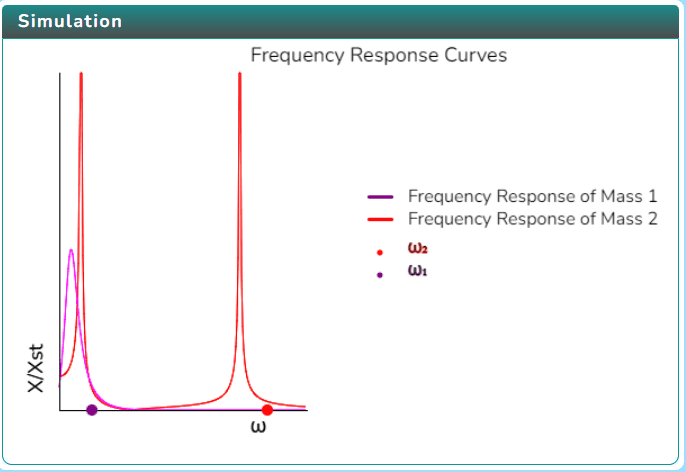 Simulation
Frequency Response Curves
Frequency Response of Mass 1
Frequency Response of Mass 2
ω₂
ω₁
X/Xst
ω